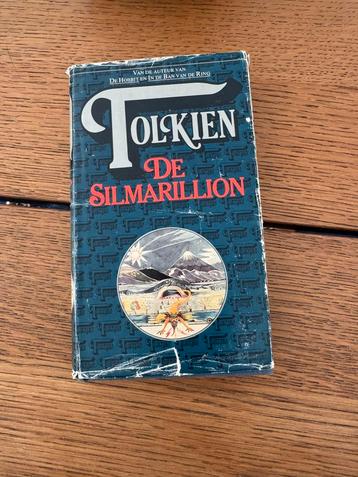 VAN DE AUTEUR VAN
DE HOBBIT EN IN DE BAN VAN DE RING
TOLKIEN
DE
SILMARILLION